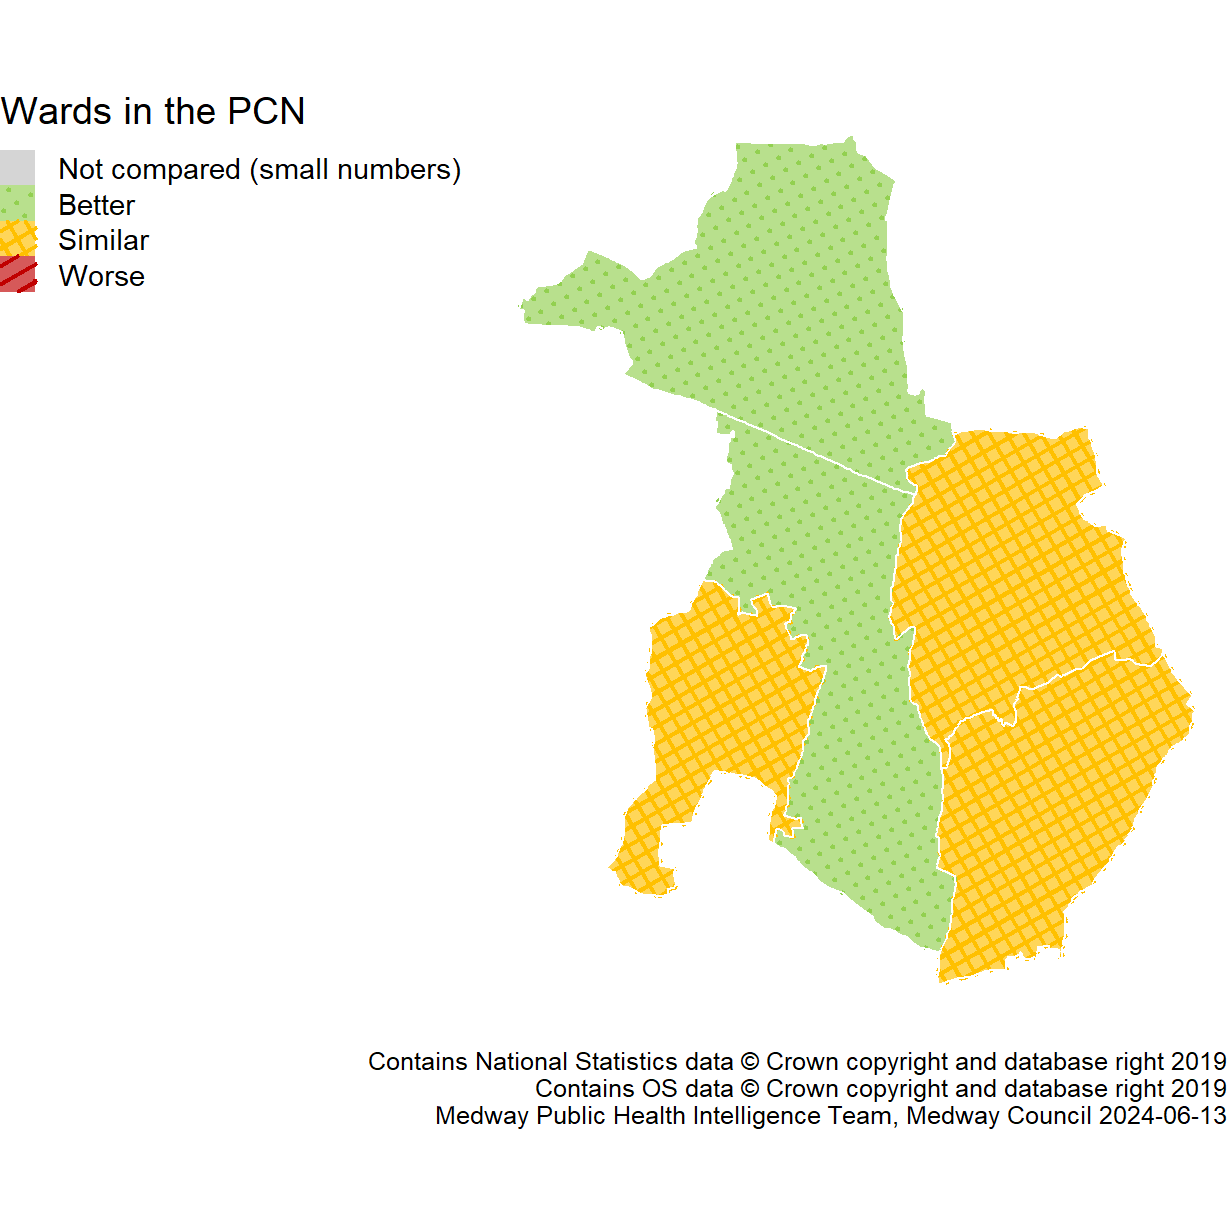 Wards in the PCN
Not compared (small numbers)
Better
Similar
Worse
Contains National Statistics data © Crown copyright and database right 2019
Contains OS data © Crown copyright and database right 2019
Medway Public Health Intelligence Team, Medway Council 2024-06-13